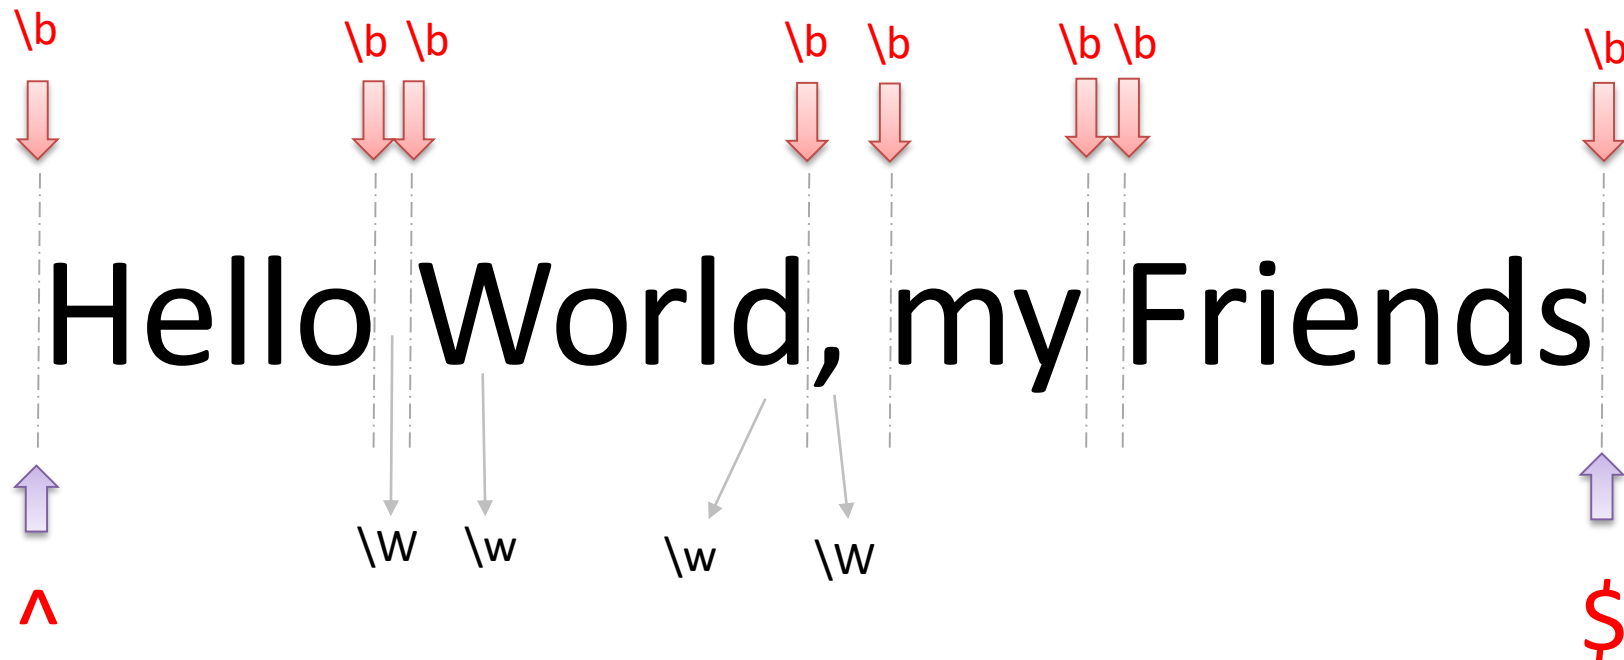 \b \b \b \b \b \b \b \b
Hello World, my Friends
\W \w \w \W
^ $